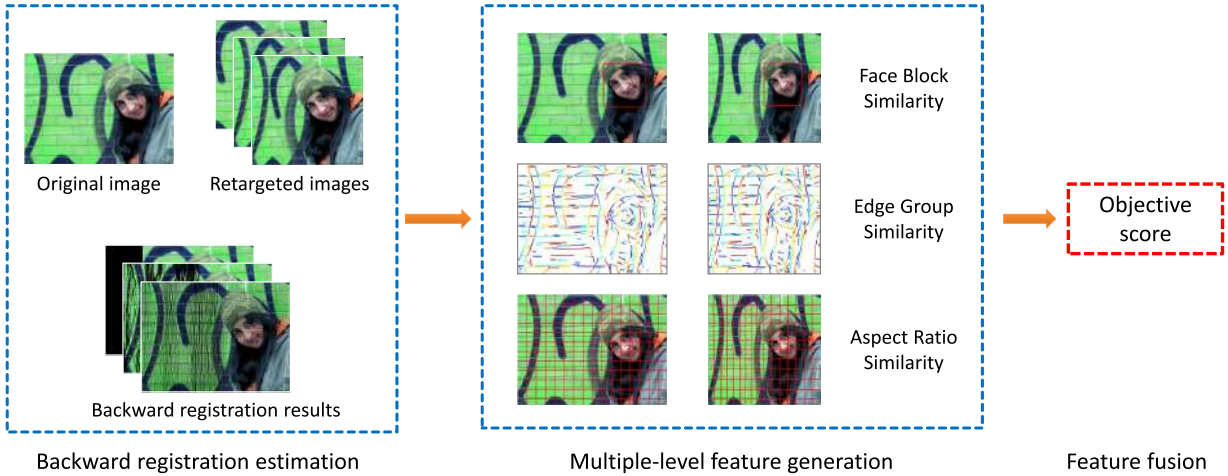 Original image
Retargeted images
Backward registration results
Backward registration estimation
Face Block
Similarity
Edge Group
Similarity
Aspect Ratio
Similarity
Multiple-level feature generation
Objective
score
Feature fusion